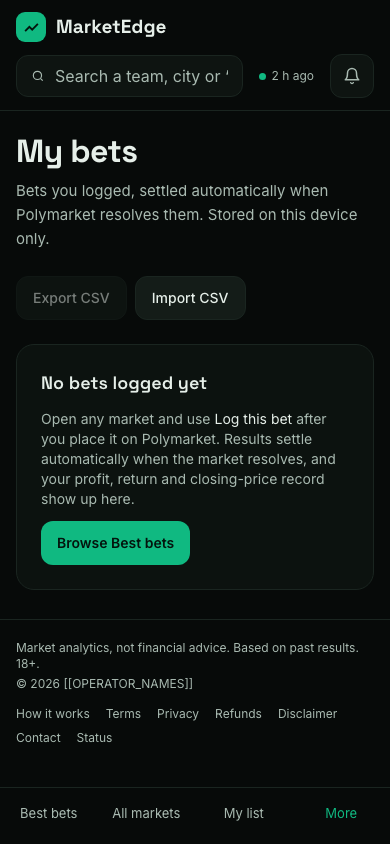 MarketEdge
Search a team, city or
2 h ago
My bets
Bets you logged, settled automatically when
Polymarket resolves them. Stored on this device
only.
Export CSV
Import CSV
No bets logged yet
Open any market and use Log this bet after
you place it on Polymarket. Results settle
automatically when the market resolves, and
your profit, return and closing-price record
show up here.
Browse Best bets
Market analytics, not financial advice. Based on past results.
18+.
© 2026 [[OPERATOR_NAMES]]
How it works Terms Privacy Refunds Disclaimer
Contact Status
Best bets All markets My list More